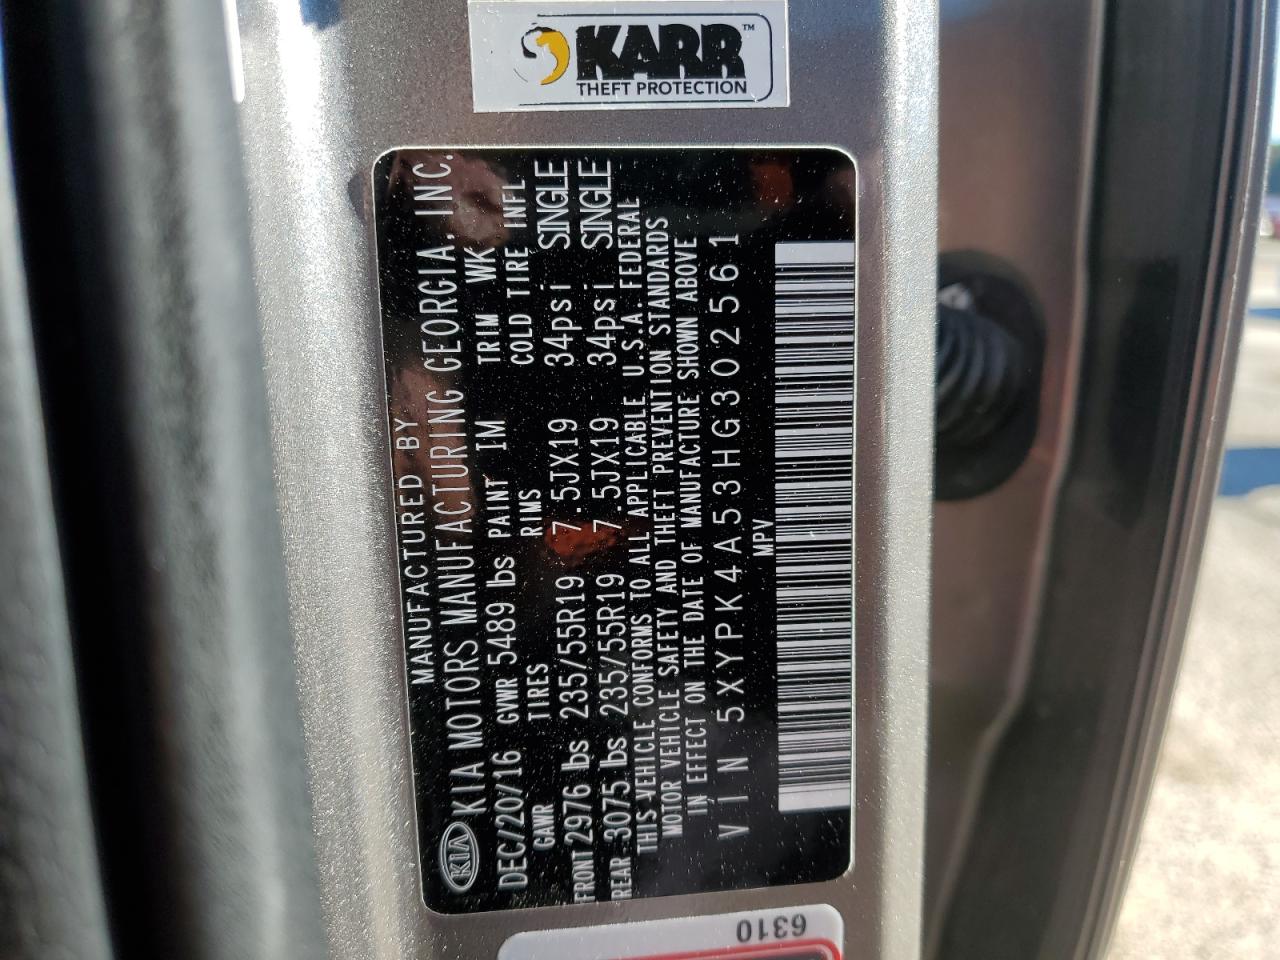 KARR™
THEFT PROTECTION
MANUFACTURED BY
KIA KIA MOTORS MANUFACTURING GEORGIA, INC.
DEC/20/16 GVWR 5489 lbs PAINT IM TRIM WK
GAWR TIRES RIMS COLD TIRE INFL
FRONT 2976 lbs 235/55R19 7.5JX19 34psi SINGLE
REAR 3075 lbs 235/55R19 7.5JX19 34psi SINGLE
THIS VEHICLE CONFORMS TO ALL APPLICABLE U.S.A. FEDERAL
MOTOR VEHICLE SAFETY AND THEFT PREVENTION STANDARDS
IN EFFECT ON THE DATE OF MANUFACTURE SHOWN ABOVE
VIN 5XYPK4A53HG302561
MPV
6310